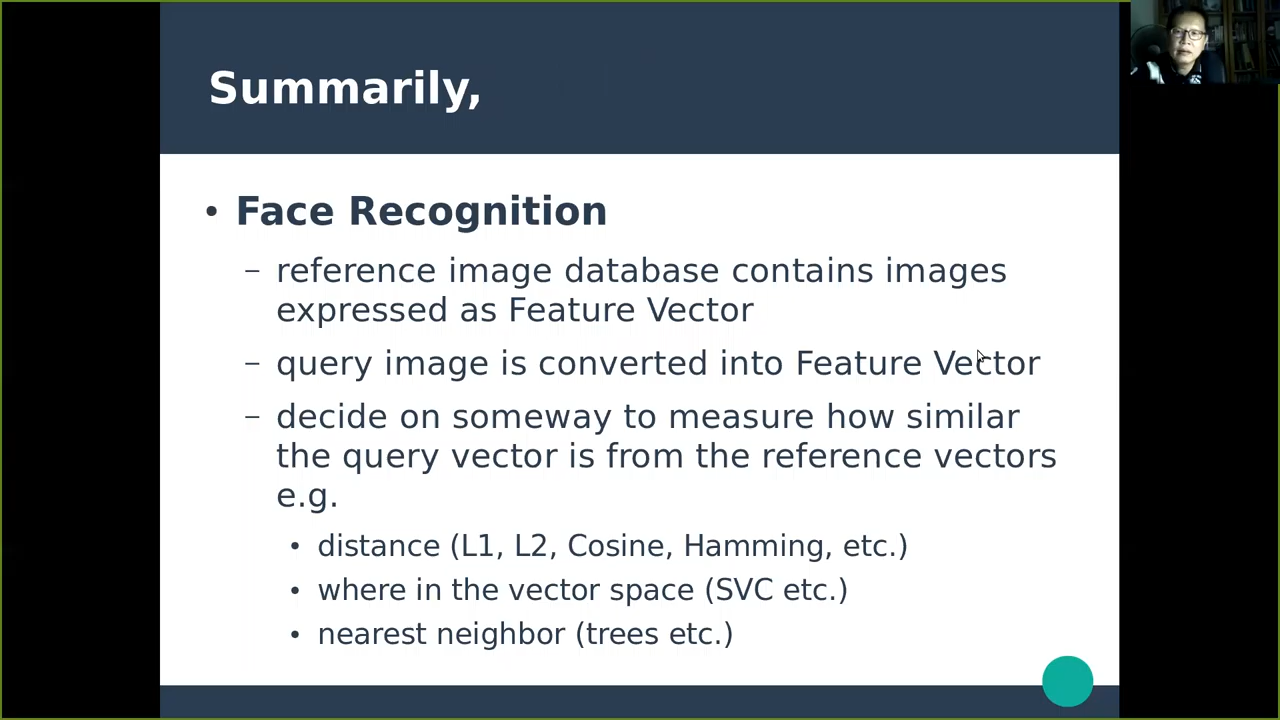 Summarily,
• Face Recognition
– reference image database contains images
expressed as Feature Vector
– query image is converted into Feature Vector
– decide on someway to measure how similar
the query vector is from the reference vectors
e.g.
• distance (L1, L2, Cosine, Hamming, etc.)
• where in the vector space (SVC etc.)
• nearest neighbor (trees etc.)